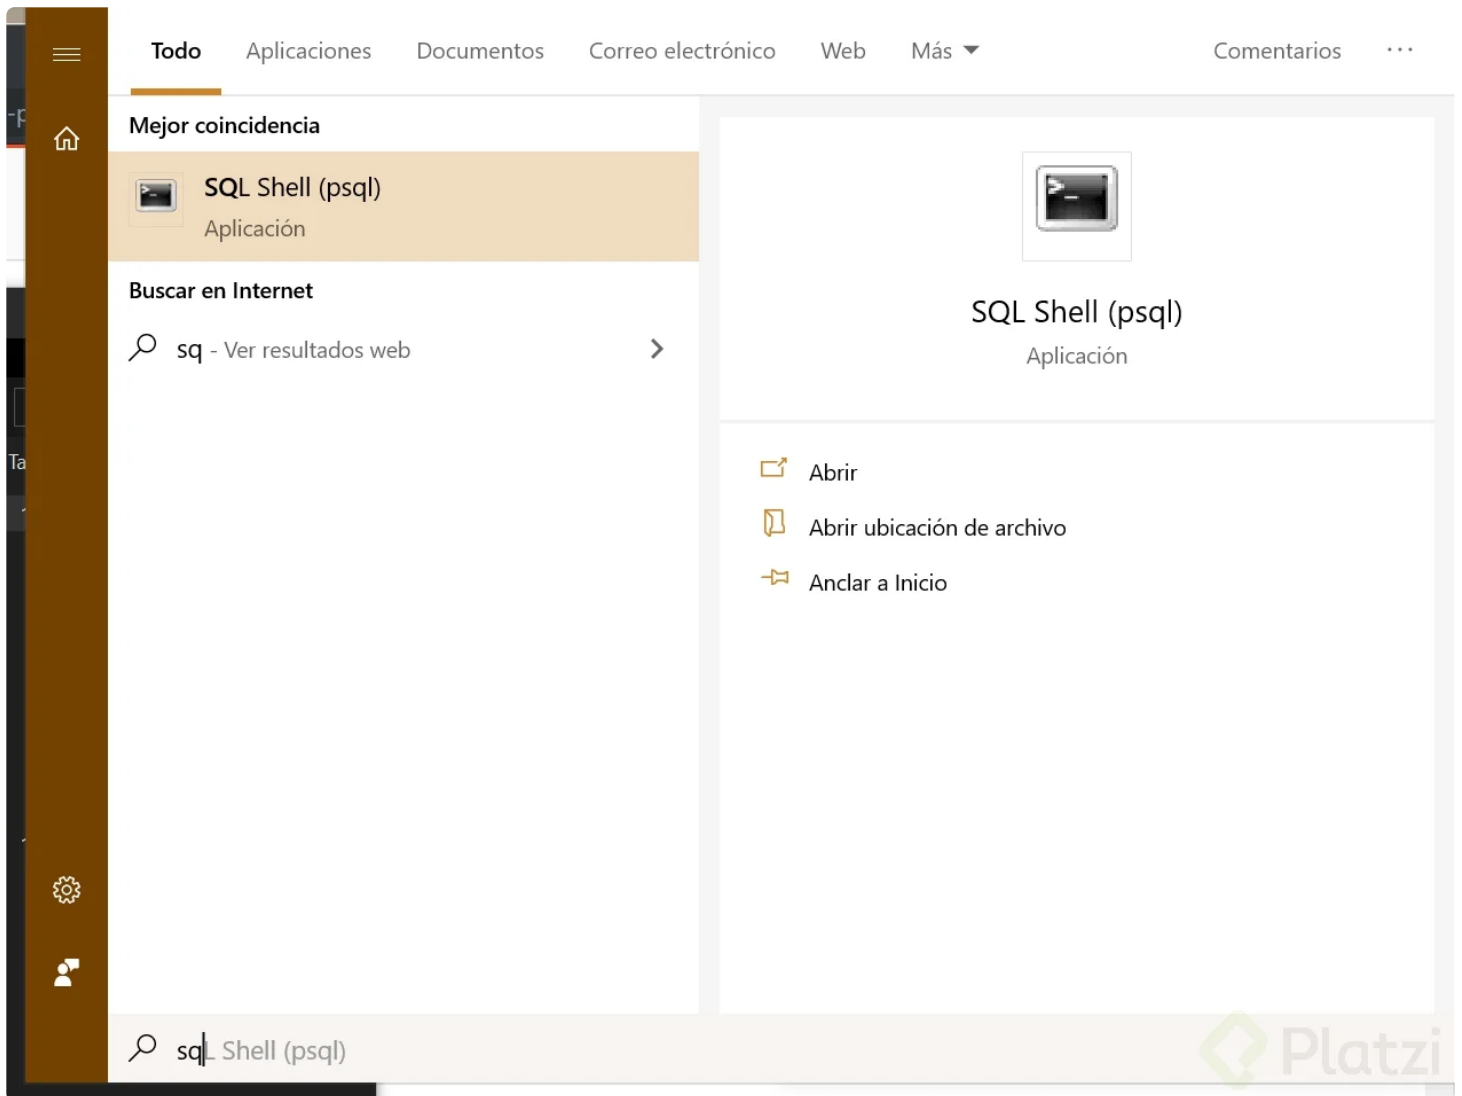 Todo Aplicaciones Documentos Correo electrónico Web Más Comentarios ...
-p
Mejor coincidencia
SQL Shell (psql)
Aplicación
Buscar en Internet
sq - Ver resultados web
SQL Shell (psql)
Aplicación
Abrir
Abrir ubicación de archivo
Anclar a Inicio
Ta
sqL Shell (psql)
Platzi